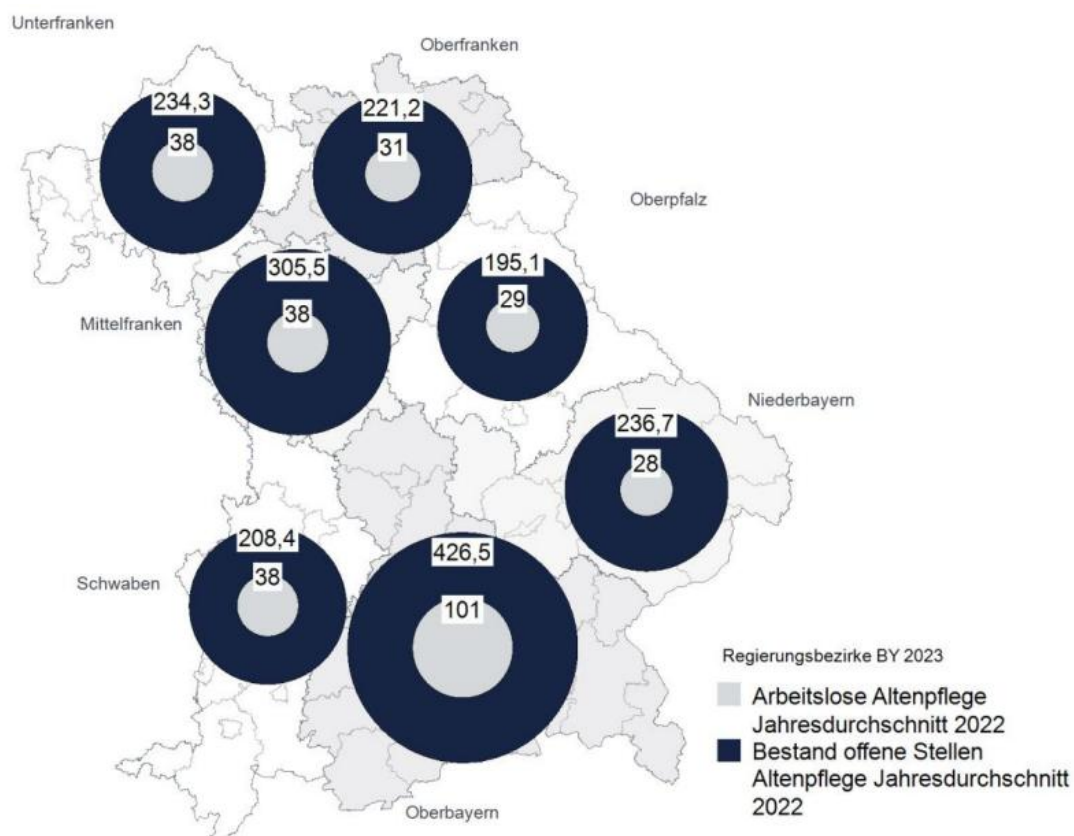 Unterfranken
Oberfranken
234,3
38
221,2
31
Oberpfalz
305,5
38
195,1
29
Mittelfranken
Niederbayern
236,7
28
208,4
38
Schwaben
426,5
101
Regierungsbezirke BY 2023
Arbeitslose Altenpflege
Jahresdurchschnitt 2022
Bestand offene Stellen
Altenpflege Jahresdurchschnitt
2022
Oberbayern